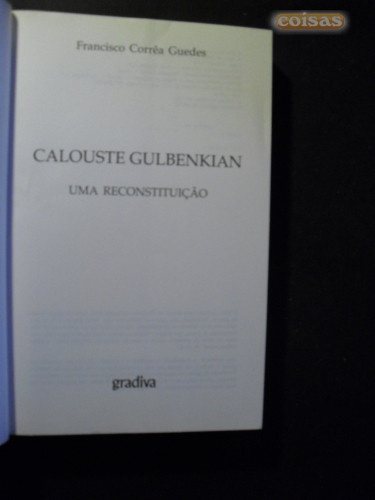 coisas
Francisco Corrêa Guedes
CALOUSTE GULBENKIAN
UMA RECONSTITUIÇÃO
gradiva